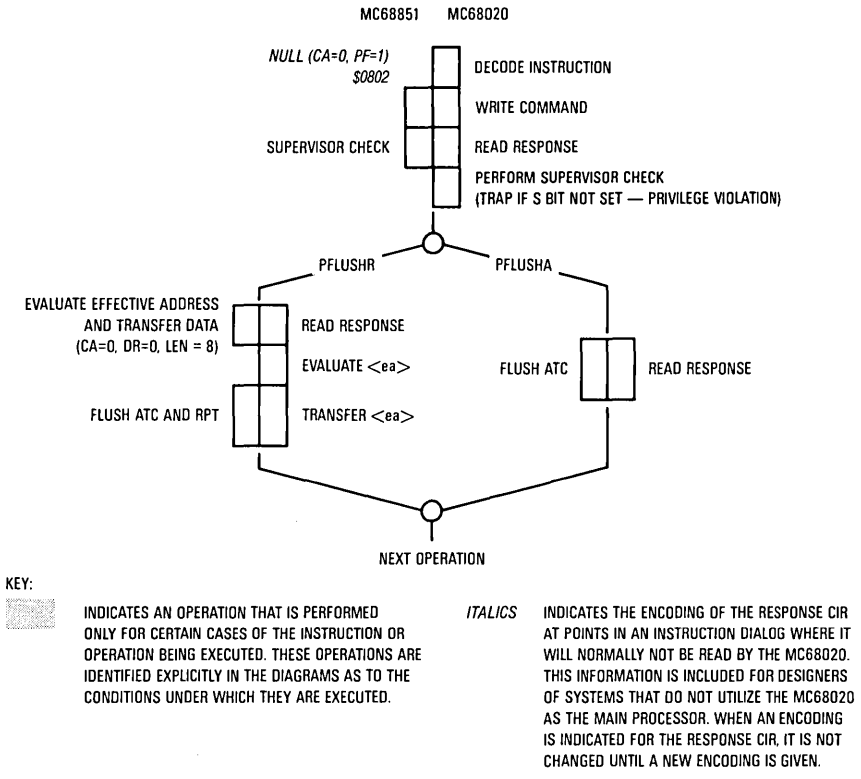 MC68851 MC68020
NULL (CA=0, PF=1)
$0802
DECODE INSTRUCTION
WRITE COMMAND
SUPERVISOR CHECK
READ RESPONSE
PERFORM SUPERVISOR CHECK
(TRAP IF S BIT NOT SET — PRIVILEGE VIOLATION)
PFLUSHR
PFLUSHA
EVALUATE EFFECTIVE ADDRESS
AND TRANSFER DATA
(CA=0, DR=0, LEN = 8)
READ RESPONSE
EVALUATE <ea>
FLUSH ATC AND RPT
TRANSFER <ea>
FLUSH ATC
READ RESPONSE
NEXT OPERATION
KEY:
INDICATES AN OPERATION THAT IS PERFORMED
ONLY FOR CERTAIN CASES OF THE INSTRUCTION OR
OPERATION BEING EXECUTED. THESE OPERATIONS ARE
IDENTIFIED EXPLICITLY IN THE DIAGRAMS AS TO THE
CONDITIONS UNDER WHICH THEY ARE EXECUTED.
ITALICS
INDICATES THE ENCODING OF THE RESPONSE CIR
AT POINTS IN AN INSTRUCTION DIALOG WHERE IT
WILL NORMALLY NOT BE READ BY THE MC68020.
THIS INFORMATION IS INCLUDED FOR DESIGNERS
OF SYSTEMS THAT DO NOT UTILIZE THE MC68020
AS THE MAIN PROCESSOR. WHEN AN ENCODING
IS INDICATED FOR THE RESPONSE CIR, IT IS NOT
CHANGED UNTIL A NEW ENCODING IS GIVEN.